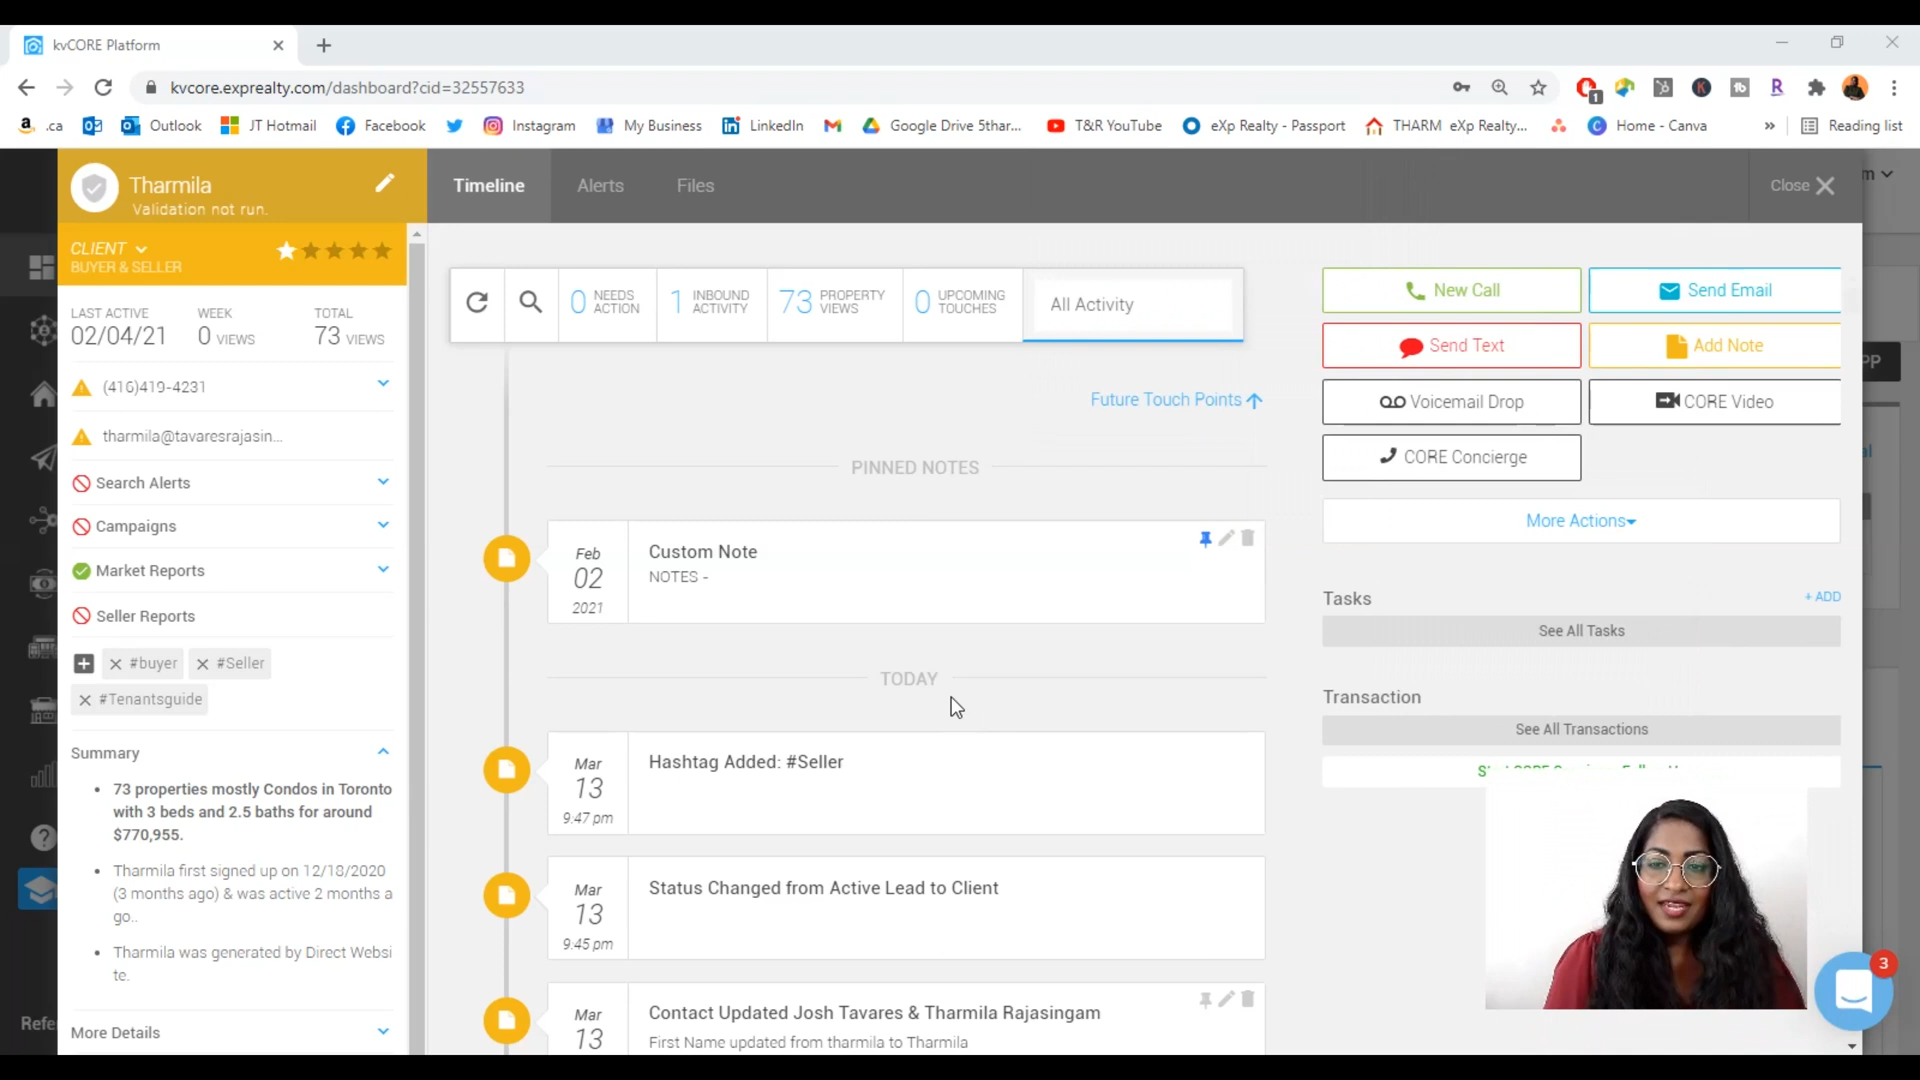 kvCORE Platform
kvcore.exprealty.com/dashboard?cid=32557633
.ca
Outlook
JT Hotmail
Facebook
Instagram
My Business
LinkedIn
Google Drive 5thar...
T&R YouTube
eXp Realty - Passport
THARM eXp Realty...
Home - Canva
»
Reading list
Tharmila
Validation not run.
Timeline
Alerts
Files
Close
m
CLIENT
BUYER & SELLER
LAST ACTIVE
02/04/21
WEEK
0 VIEWS
TOTAL
73 VIEWS
(416)419-4231
tharmila@tavaresrajasin...
Search Alerts
Campaigns
Market Reports
Seller Reports
#buyer
#Seller
#Tenantsguide
Summary
• 73 properties mostly Condos in Toronto
with 3 beds and 2.5 baths for around
$770,955.
• Tharmila first signed up on 12/18/2020
(3 months ago) & was active 2 months a
go..
• Tharmila was generated by Direct Websi
te.
More Details
Refe
0 NEEDS ACTION
1 INBOUND ACTIVITY
73 PROPERTY VIEWS
0 UPCOMING TOUCHES
All Activity
Future Touch Points
PINNED NOTES
Feb
02
2021
Custom Note
NOTES -
TODAY
Mar
13
9:47 pm
Hashtag Added: #Seller
Mar
13
9:45 pm
Status Changed from Active Lead to Client
Mar
13
Contact Updated Josh Tavares & Tharmila Rajasingam
First Name updated from tharmila to Tharmila
New Call
Send Email
Send Text
Add Note
Voicemail Drop
CORE Video
CORE Concierge
More Actions
Tasks
+ ADD
See All Tasks
Transaction
See All Transactions
3